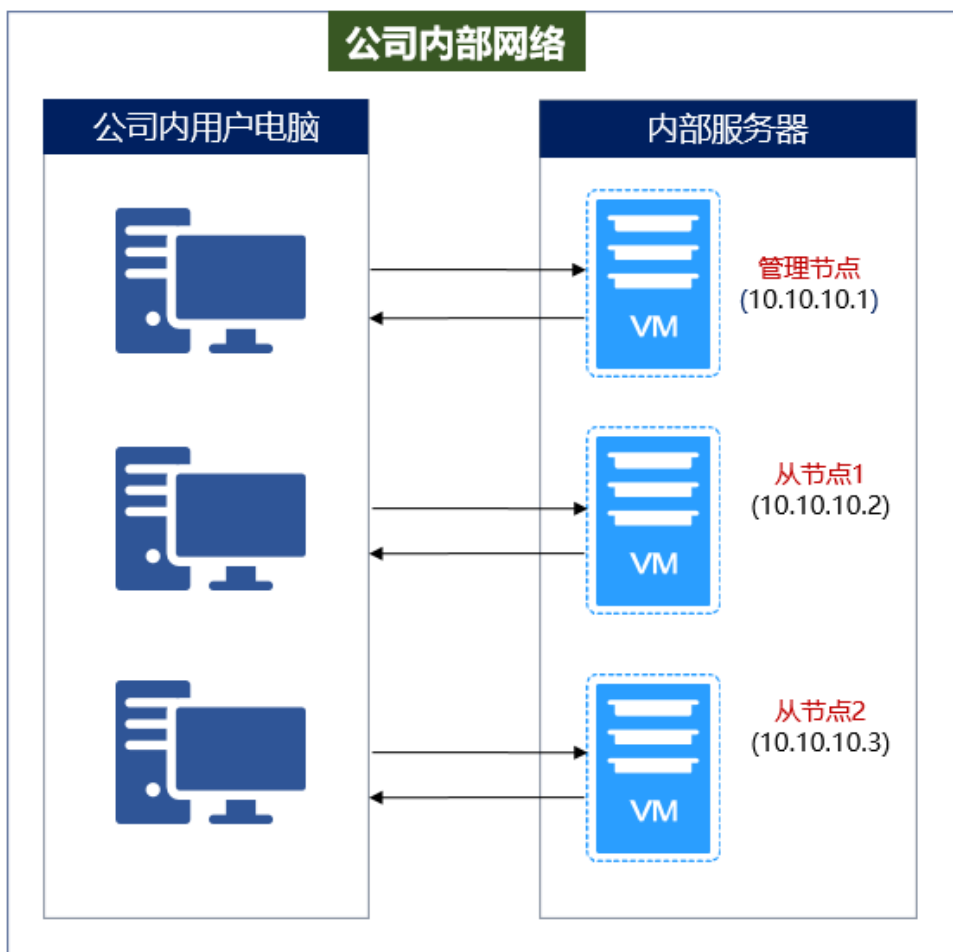 公司内部网络
公司内用户电脑
内部服务器
管理节点
(10.10.10.1)
VM
从节点1
(10.10.10.2)
VM
从节点2
(10.10.10.3)
VM